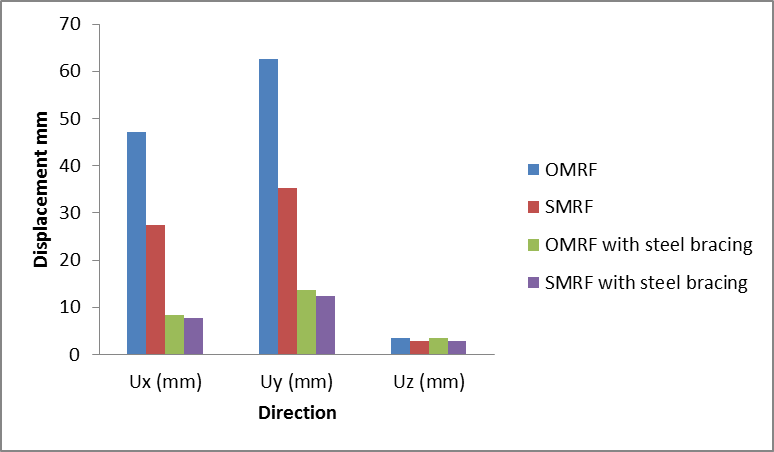 70
60
50
40
30
20
10
0
Displacement mm
Ux (mm)
Uy (mm)
Uz (mm)
Direction
OMRF
SMRF
OMRF with steel bracing
SMRF with steel bracing